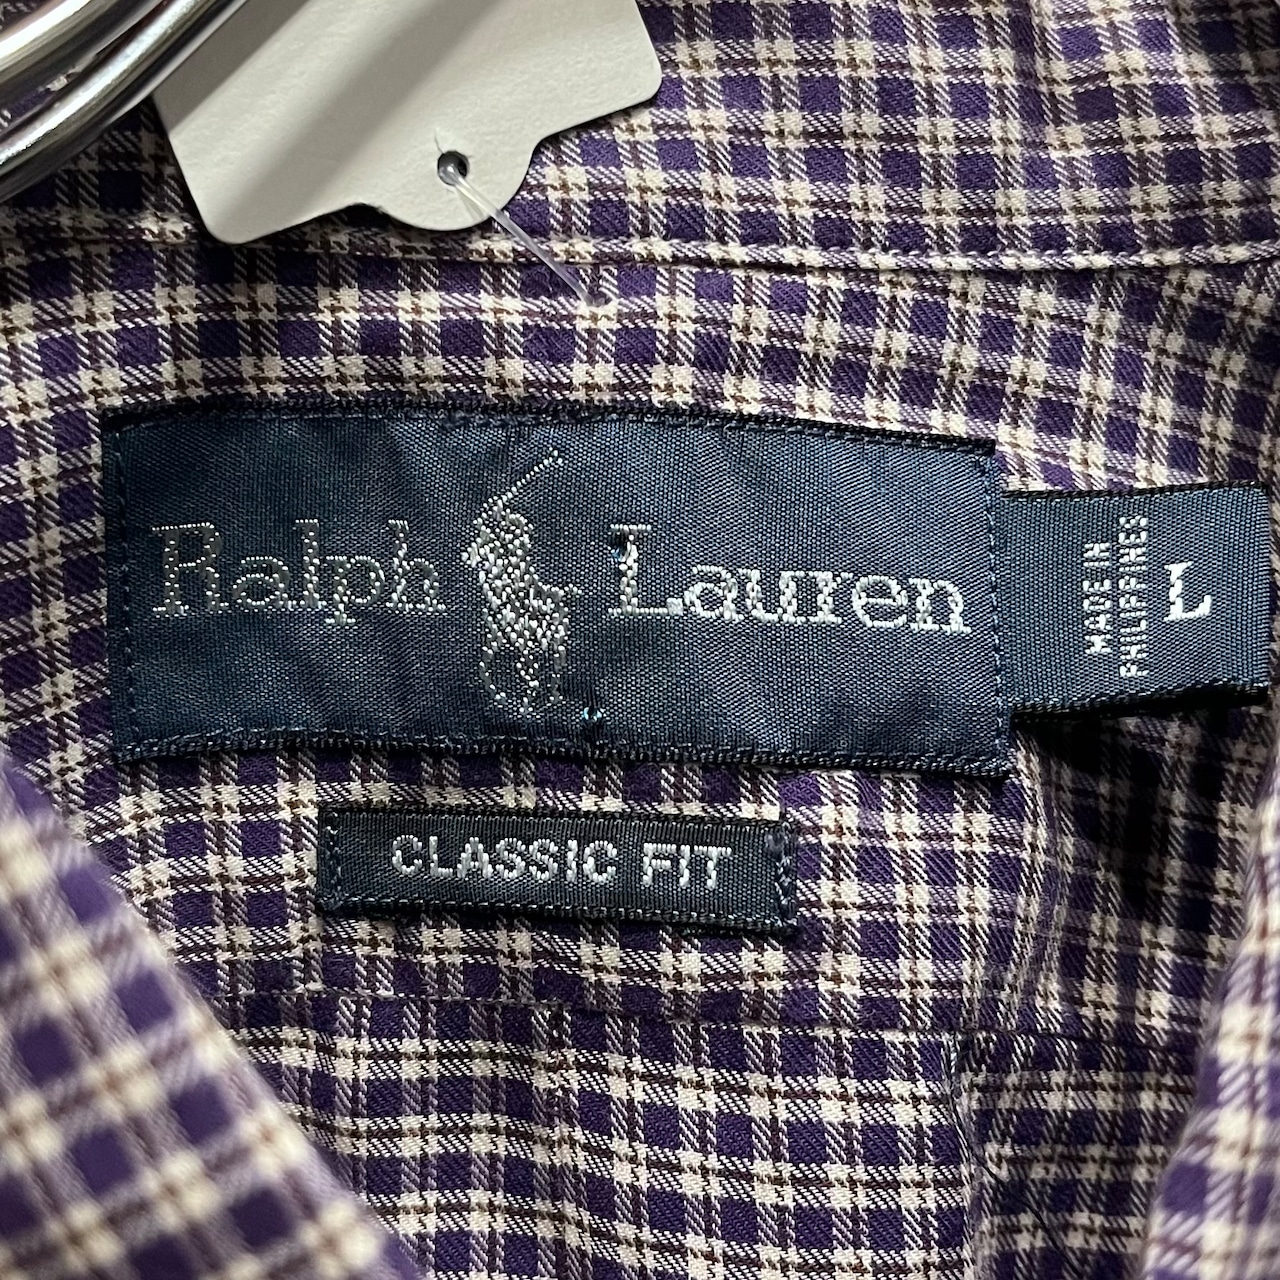 Ralph Lauren
MADE IN
PHILIPPINES
L
CLASSIC FIT